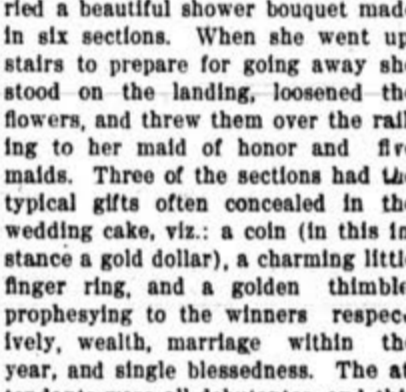 ried a beautiful shower bouquet mad
in six sections. When she went up
stairs to prepare for going away sh
stood on the landing, loosened th
flowers, and threw them over the rail
ing to her maid of honor and fiv
maids. Three of the sections had the
typical gifts often concealed in th
wedding cake, viz.: a coin (in this in
stance a gold dollar), a charming littl
finger ring, and a golden thimble
prophesying to the winners respec
ively, wealth, marriage within th
year, and single blessedness. The at